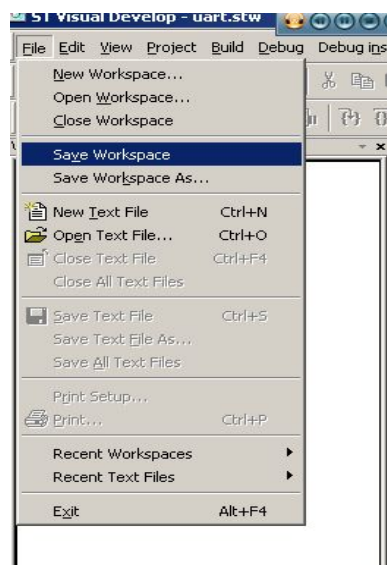 ST Visual Develop - uart.stw
File Edit View Project Build Debug Debug ins
New Workspace...
Open Workspace...
Close Workspace
Save Workspace
Save Workspace As...
New Text File Ctrl+N
Open Text File... Ctrl+O
Close Text File Ctrl+F4
Close All Text Files
Save Text File Ctrl+S
Save Text File As...
Save All Text Files
Print Setup...
Print... Ctrl+P
Recent Workspaces
Recent Text Files
Exit Alt+F4